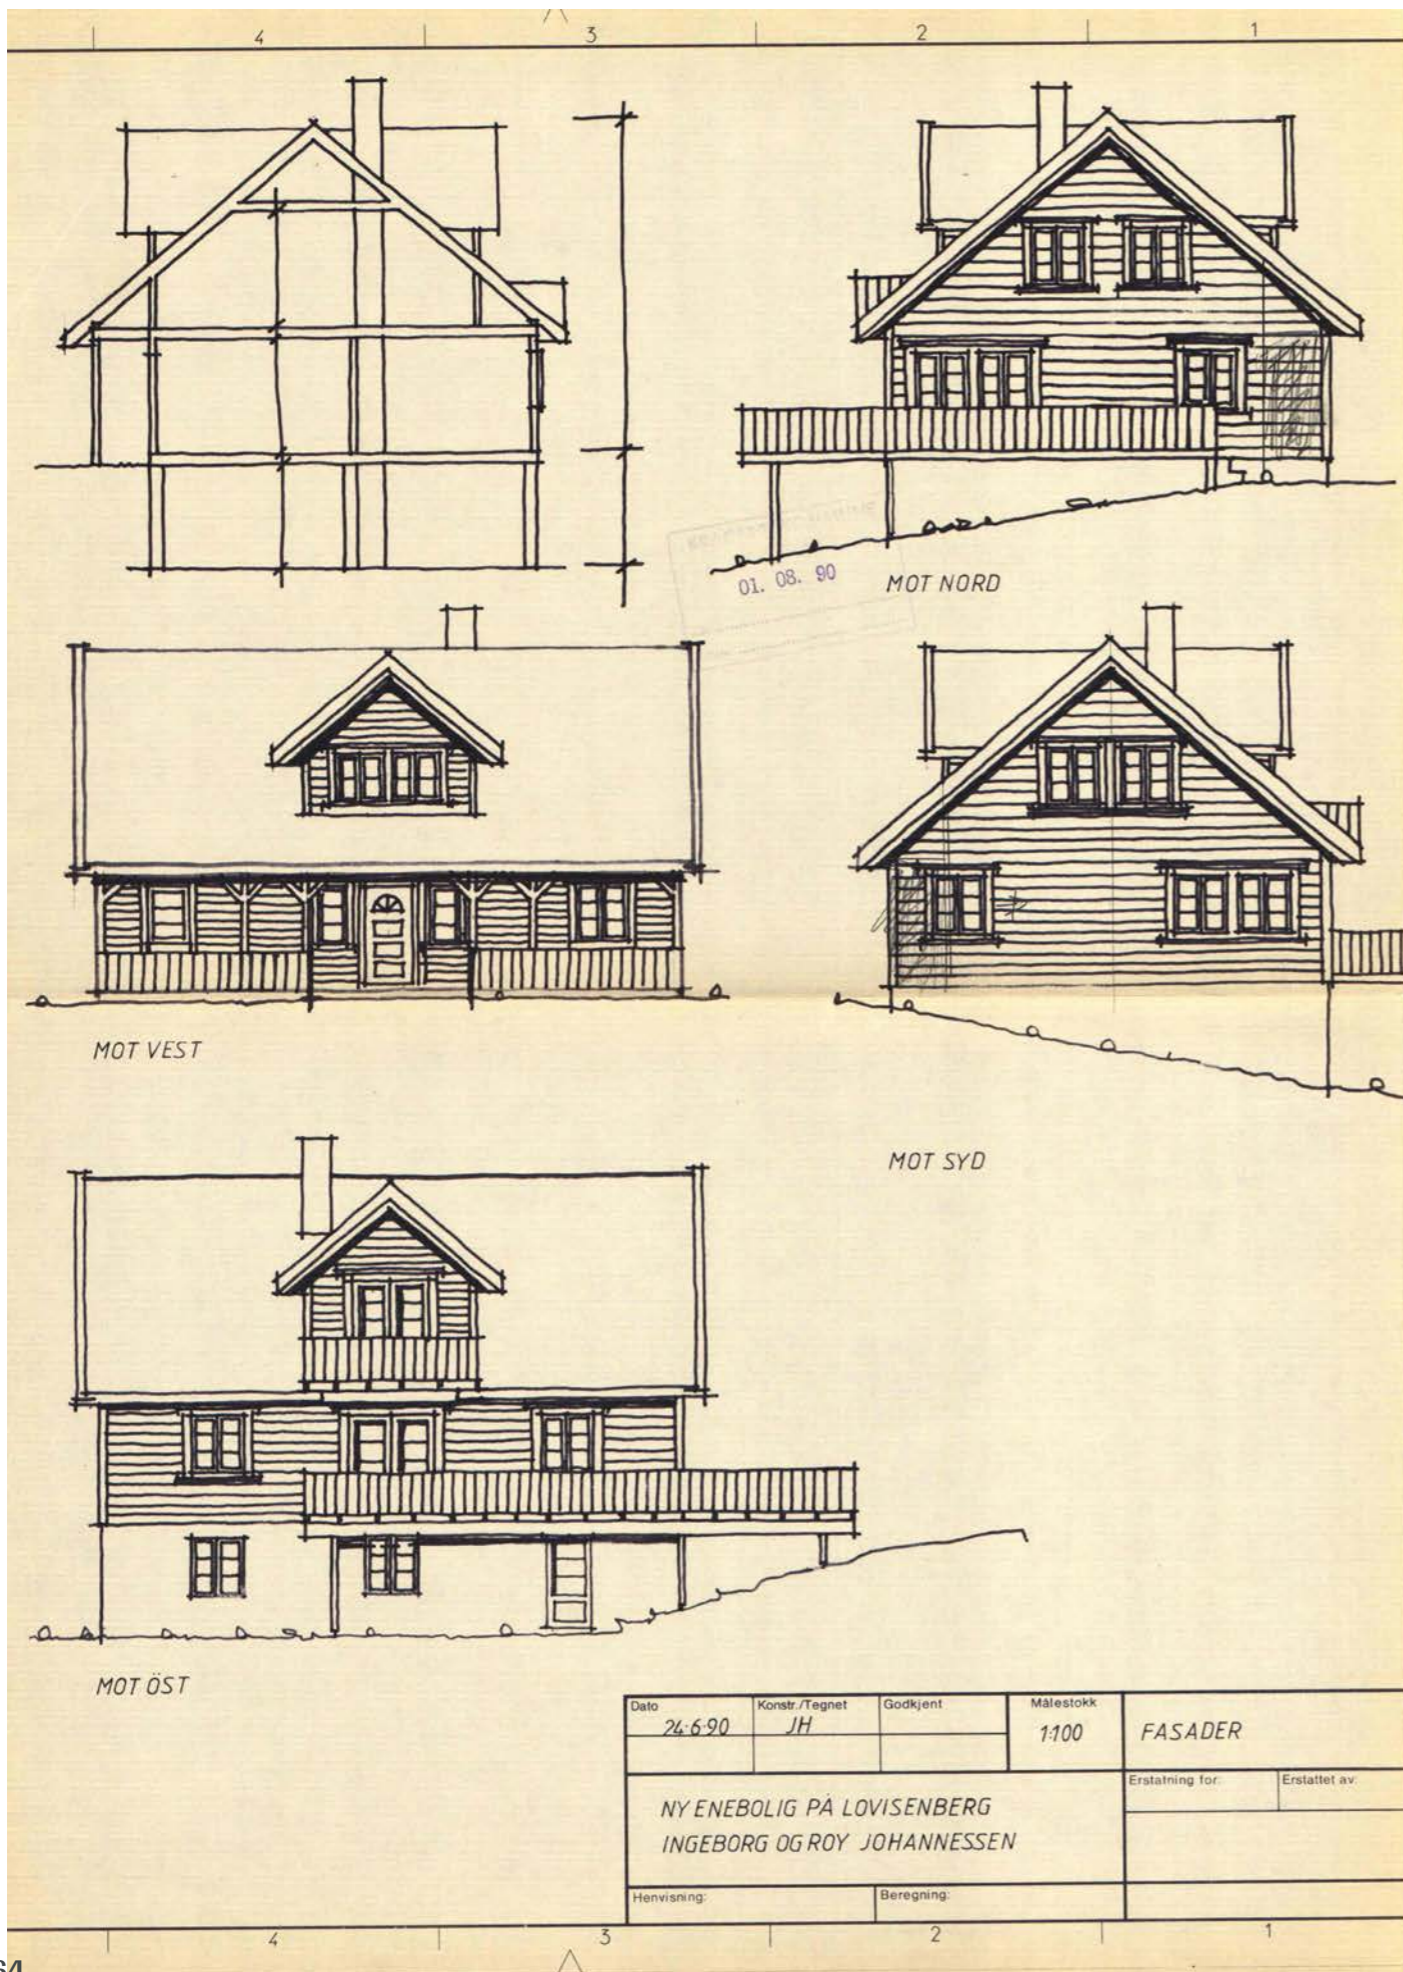 4 3 2 1
01. 08. 90
MOT NORD
MOT VEST
MOT SYD
MOT ÖST
Dato
Konstr./Tegnet
Godkjent
Målestokk
24·6·90
JH
1:100
FASADER
Erstatning for:
Erstattet av:
NY ENEBOLIG PÅ LOVISENBERG
INGEBORG OG ROY JOHANNESSEN
Henvisning:
Beregning:
4 3 2 1
64